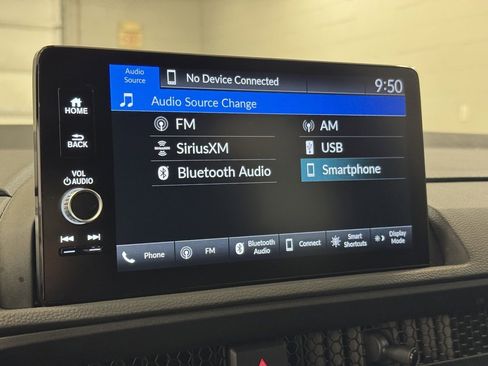 Audio
Source
No Device Connected
9:50
Audio Source Change
HOME
BACK
VOL
AUDIO
FM
AM
SiriusXM
USB
Bluetooth Audio
Smartphone
Phone
FM
Bluetooth
Audio
Connect
Smart
Shortcuts
Display
Mode